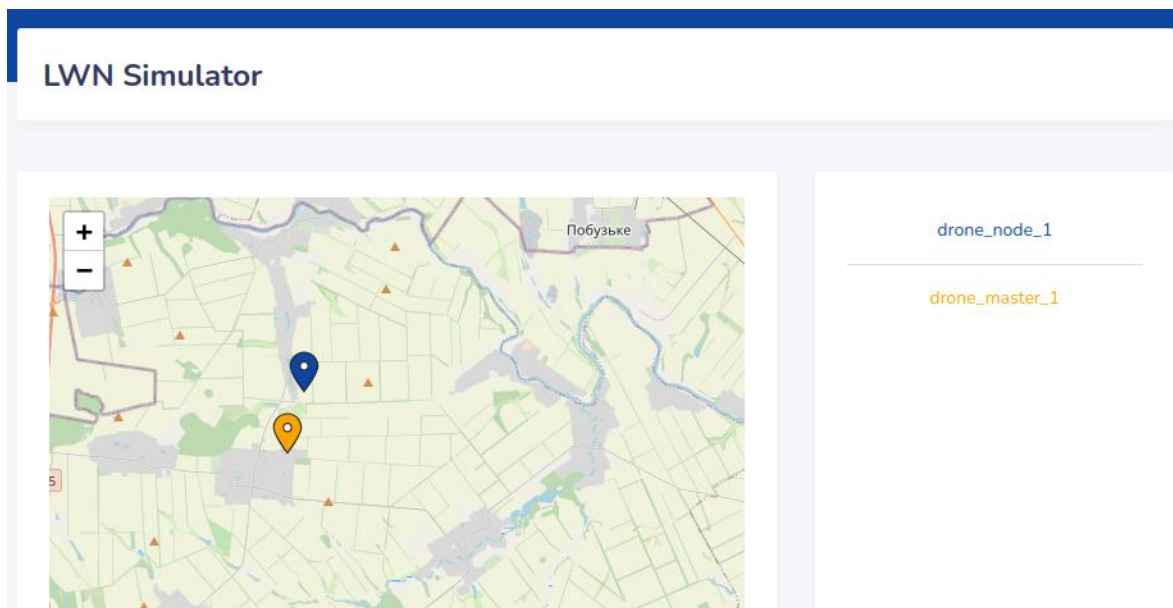 LWN Simulator
+
Побузьке
−
5
drone_node_1
drone_master_1